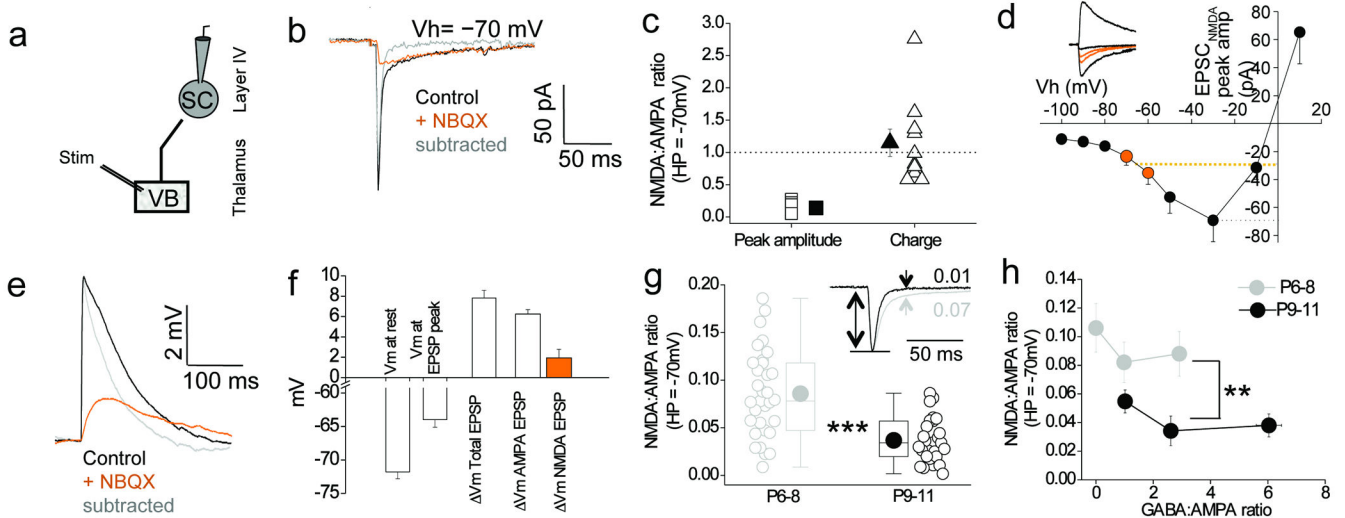 a
SC
Layer IV
Stim
VB
Thalamus
b
Vh= −70 mV
Control
+ NBQX
subtracted
50 pA
50 ms
c
NMDA:AMPA ratio
(HP = -70mV)
3.0
2.5
2.0
1.5
1.0
0.5
0.0
Peak amplitude
Charge
d
EPSC NMDA
peak amp
(pA)
Vh (mV)
-100 -80 -60 -40 -20 20
80
60
40
20
-20
-40
-60
-80
e
2 mV
100 ms
Control
+ NBQX
subtracted
f
mV
10
8
6
4
2
0
-60
-65
-70
-75
Vm at rest
Vm at
EPSP peak
ΔVm Total EPSP
ΔVm AMPA EPSP
ΔVm NMDA EPSP
g
NMDA:AMPA ratio
(HP = -70mV)
0.20
0.15
0.10
0.05
0.00
0.01
0.07
50 ms
***
P6-8
P9-11
h
NMDA:AMPA ratio
(HP = -70mV)
0.14
0.12
0.10
0.08
0.06
0.04
0.02
0.00
P6-8
P9-11
**
0 2 4 6 8
GABA:AMPA ratio